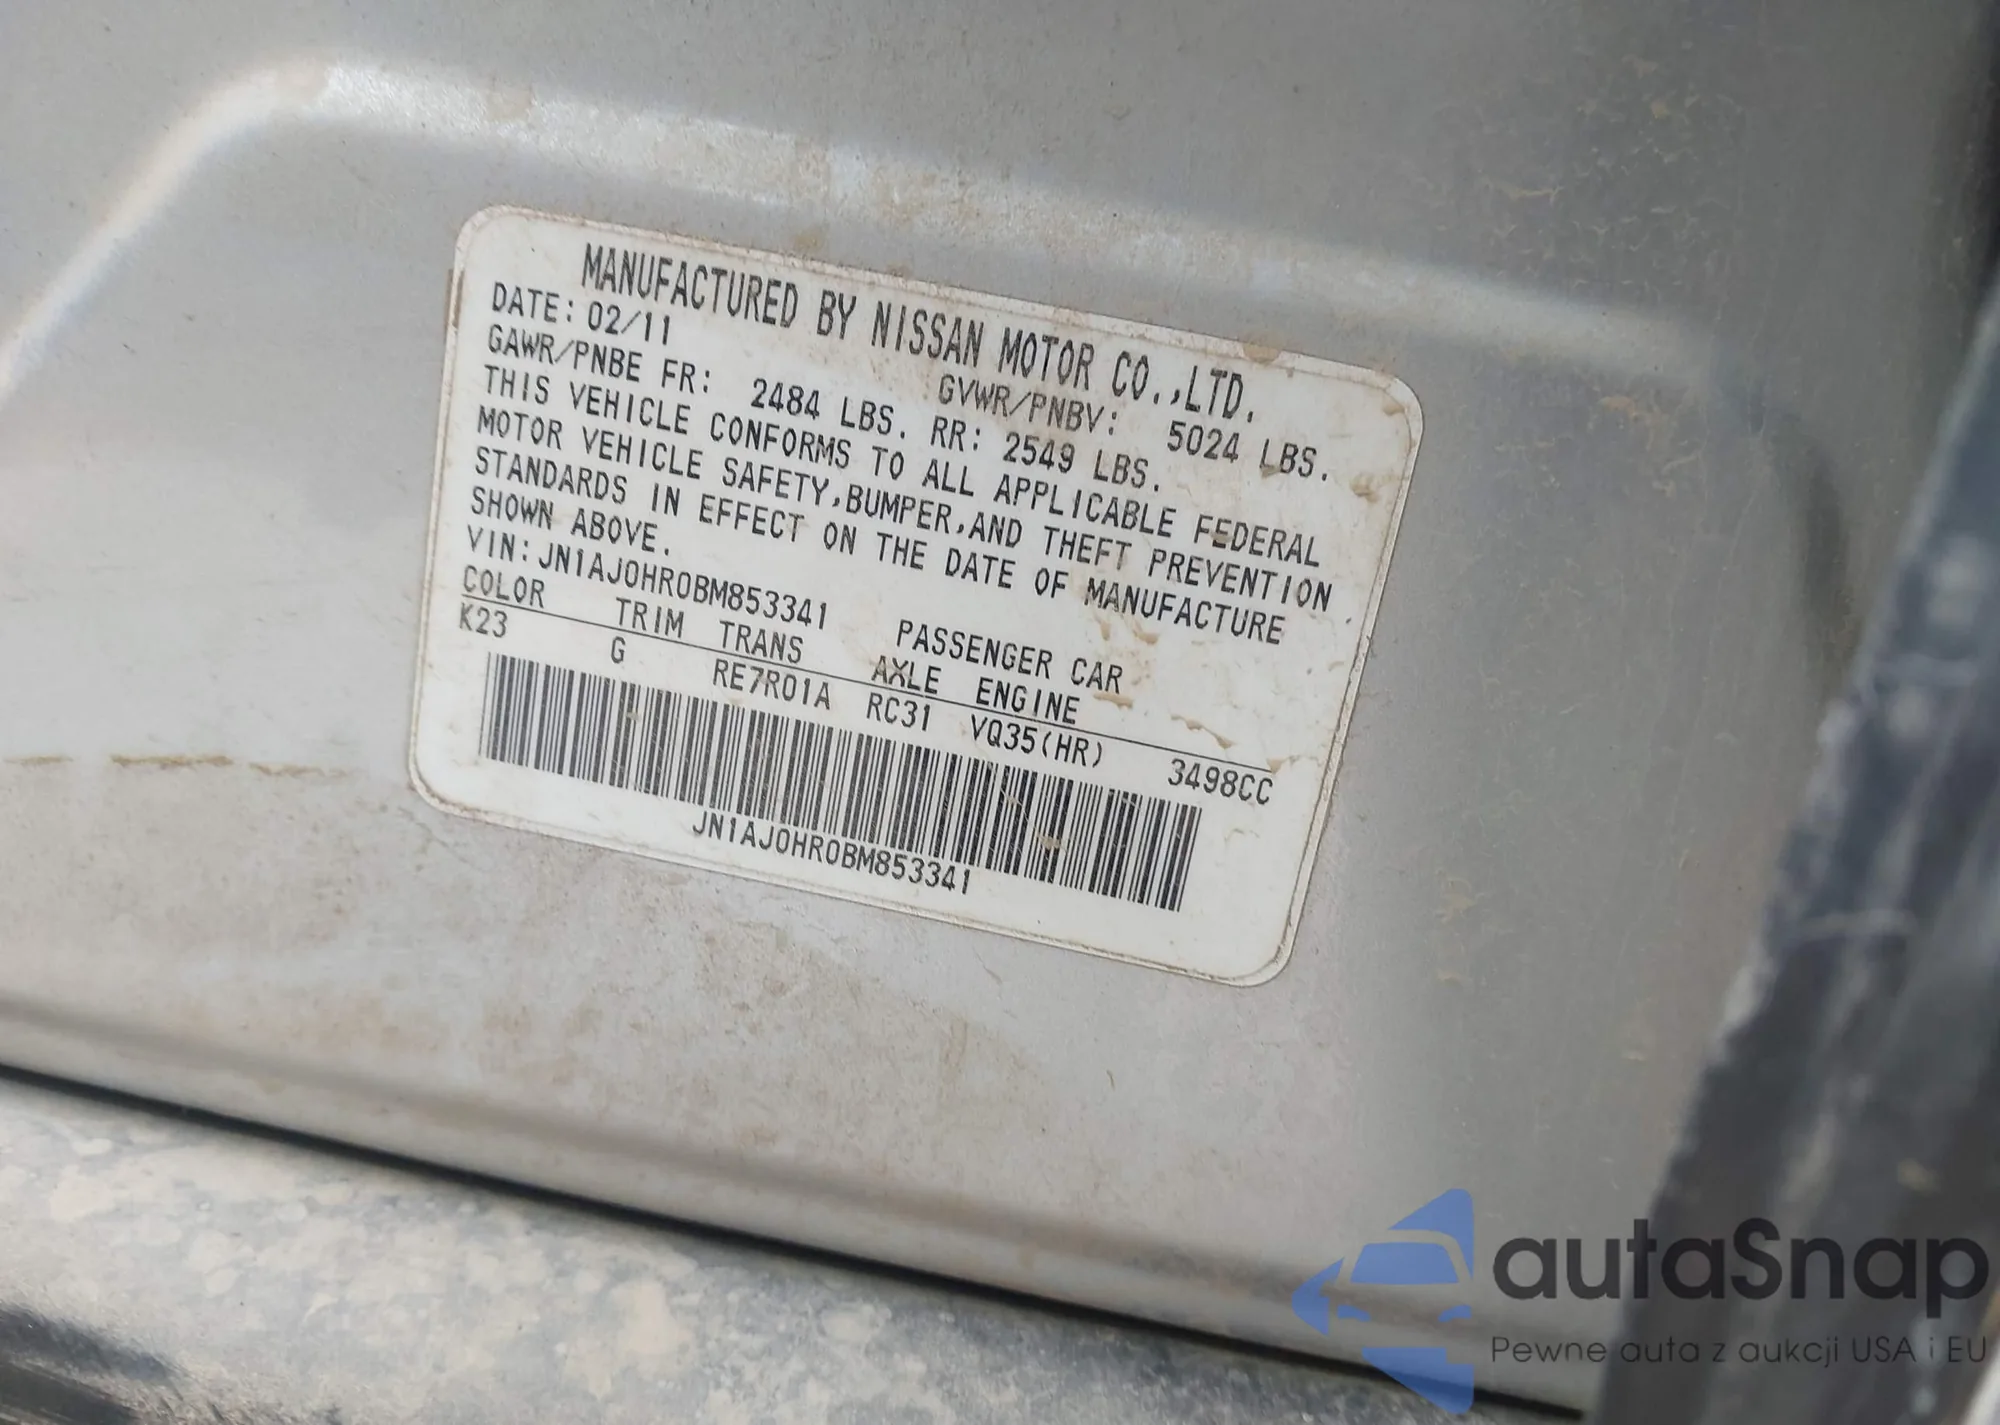 MANUFACTURED BY NISSAN MOTOR CO.,LTD.
DATE: 02/11 GVWR/PNBV: 5024 LBS.
GAWR/PNBE FR: 2484 LBS. RR: 2549 LBS.
THIS VEHICLE CONFORMS TO ALL APPLICABLE FEDERAL
MOTOR VEHICLE SAFETY,BUMPER,AND THEFT PREVENTION
STANDARDS IN EFFECT ON THE DATE OF MANUFACTURE
SHOWN ABOVE.
VIN:JN1AJ0HR0BM853341 PASSENGER CAR
COLOR TRIM TRANS AXLE ENGINE
K23 G RE7R01A RC31 VQ35(HR) 3498CC
JN1AJ0HR0BM853341
autaSnap
Pewne auta z aukcji USA i EU